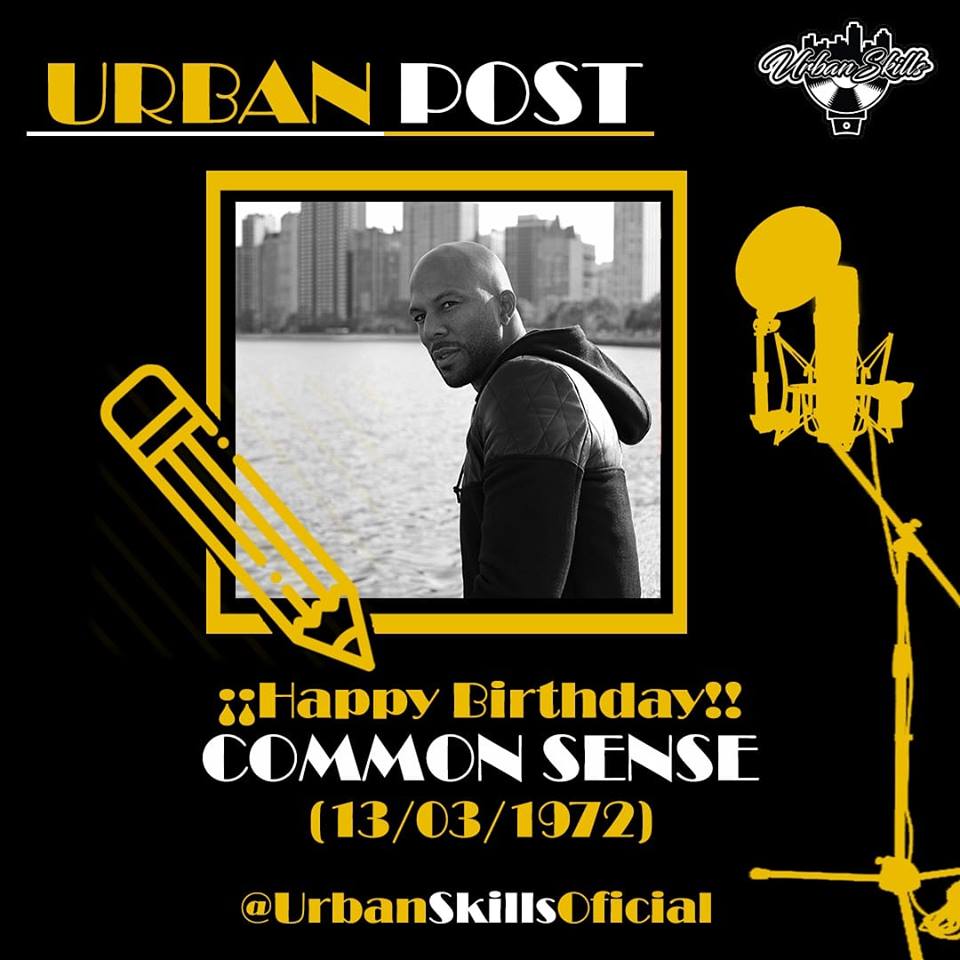 URBAN POST
Urban Skills
¡¡Happy Birthday!!
COMMON SENSE
(13/03/1972)
@UrbanSkillsOficial